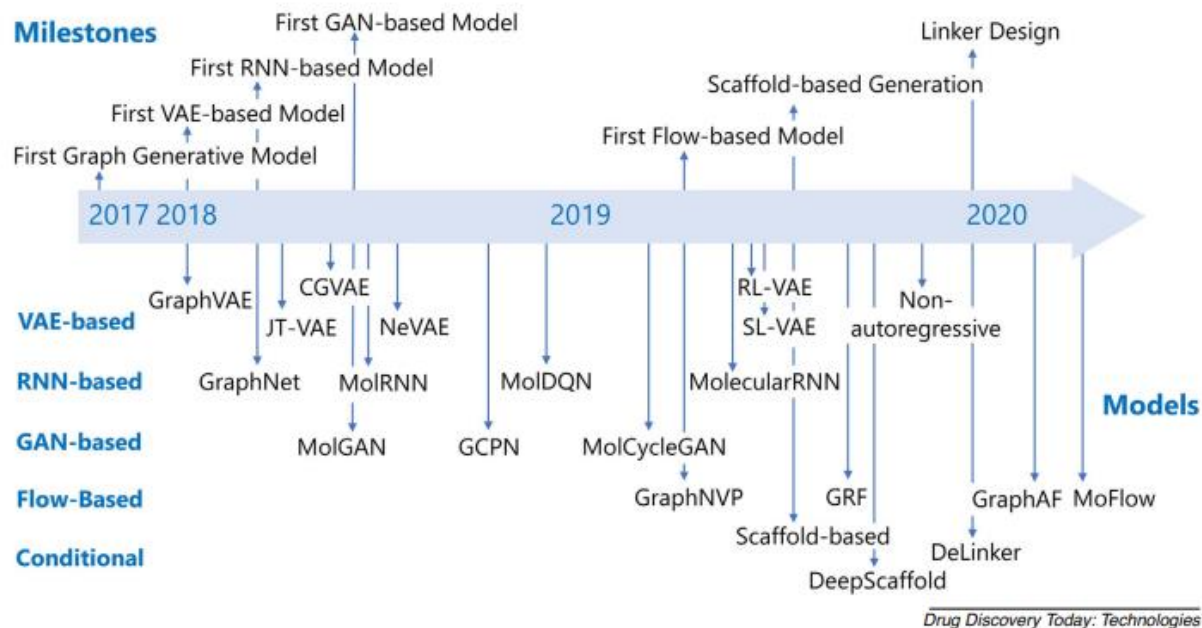 Milestones
First GAN-based Model
Linker Design
First RNN-based Model
Scaffold-based Generation
First VAE-based Model
First Flow-based Model
First Graph Generative Model
2017 2018 2019 2020
GraphVAE
CGVAE
RL-VAE
Non-
autoregressive
VAE-based
JT-VAE
NeVAE
SL-VAE
RNN-based
GraphNet
MolRNN
MolDQN
MolecularRNN
Models
GAN-based
MolGAN
GCPN
MolCycleGAN
Flow-Based
GraphNVP
GRF
GraphAF
MoFlow
Scaffold-based
Conditional
DeLinker
DeepScaffold
Drug Discovery Today: Technologies